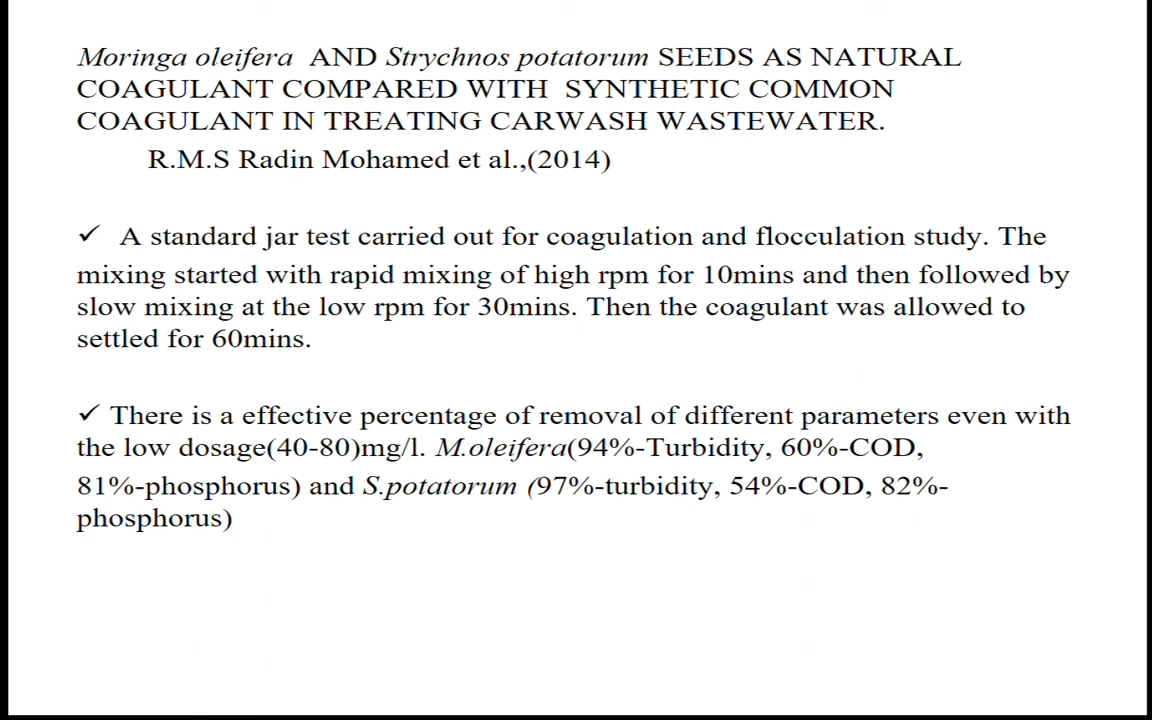 Moringa oleifera AND Strychnos potatorum SEEDS AS NATURAL
COAGULANT COMPARED WITH SYNTHETIC COMMON
COAGULANT IN TREATING CARWASH WASTEWATER.
R.M.S Radin Mohamed et al.,(2014)
✓ A standard jar test carried out for coagulation and flocculation study. The
mixing started with rapid mixing of high rpm for 10mins and then followed by
slow mixing at the low rpm for 30mins. Then the coagulant was allowed to
settled for 60mins.
✓ There is a effective percentage of removal of different parameters even with
the low dosage(40-80)mg/l. M.oleifera(94%-Turbidity, 60%-COD,
81%-phosphorus) and S.potatorum (97%-turbidity, 54%-COD, 82%-
phosphorus)